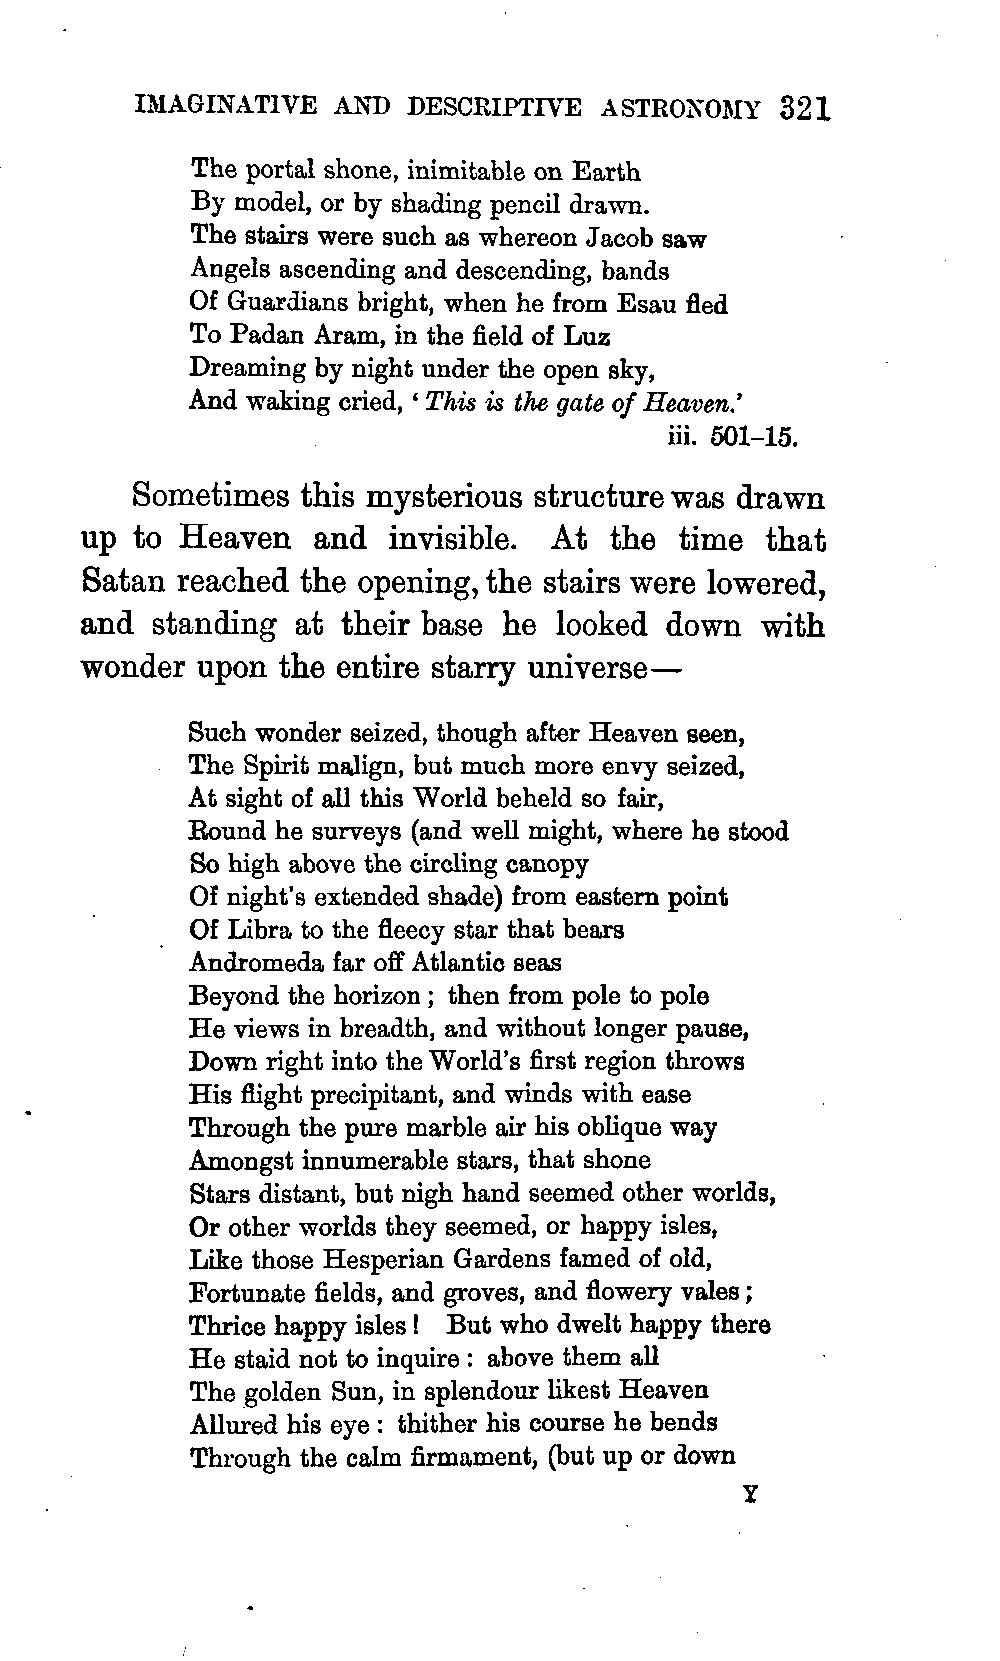 IMAGINATIVE AND DESCRIPTIVE ASTRONOMY 321
The portal shone, inimitable on Earth
By model, or by shading pencil drawn.
The stairs were such as whereon Jacob saw
Angels ascending and descending, bands
Of Guardians bright, when he from Esau fled
To Padan Aram, in the field of Luz
Dreaming by night under the open sky,
And waking cried, ‘ This is the gate of Heaven.’
iii. 501–15.
Sometimes this mysterious structure was drawn
up to Heaven and invisible. At the time that
Satan reached the opening, the stairs were lowered,
and standing at their base he looked down with
wonder upon the entire starry universe—
Such wonder seized, though after Heaven seen,
The Spirit malign, but much more envy seized,
At sight of all this World beheld so fair,
Round he surveys (and well might, where he stood
So high above the circling canopy
Of night's extended shade) from eastern point
Of Libra to the fleecy star that bears
Andromeda far off Atlantic seas
Beyond the horizon ; then from pole to pole
He views in breadth, and without longer pause,
Down right into the World's first region throws
His flight precipitant, and winds with ease
Through the pure marble air his oblique way
Amongst innumerable stars, that shone
Stars distant, but nigh hand seemed other worlds,
Or other worlds they seemed, or happy isles,
Like those Hesperian Gardens famed of old,
Fortunate fields, and groves, and flowery vales ;
Thrice happy isles ! But who dwelt happy there
He staid not to inquire : above them all
The golden Sun, in splendour likest Heaven
Allured his eye : thither his course he bends
Through the calm firmament, (but up or down
Y